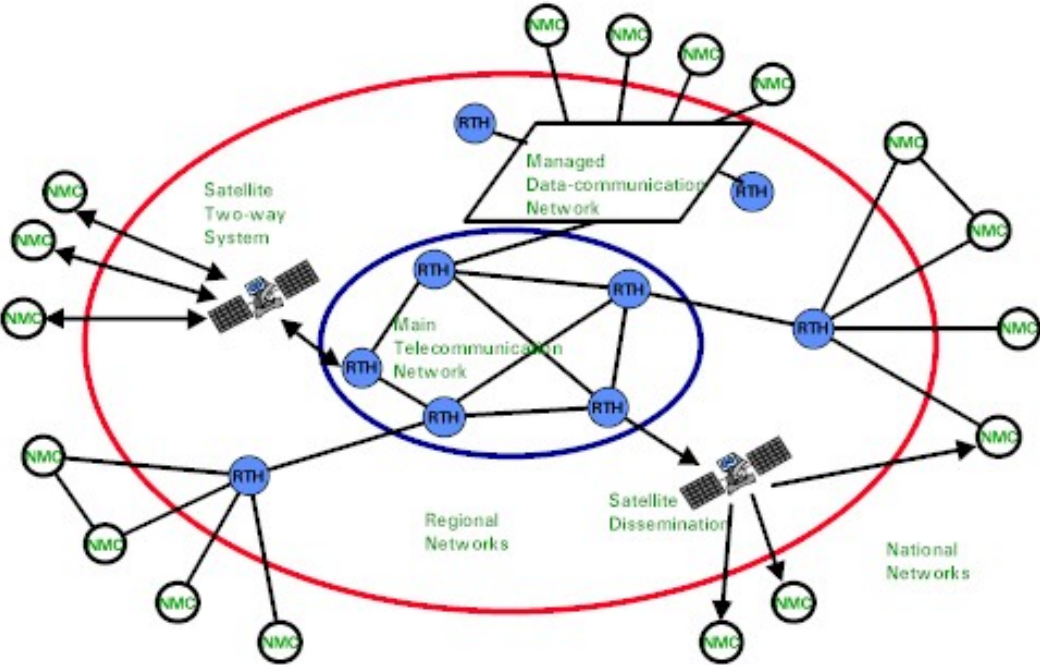 NMC
NMC
NMC
NMC
RTH
NMC
Managed
Data-communication
Network
RTH
NMC
Satellite
Two-way
System
NMC
NMC
NMC
RTH
RTH
NMC
Main
Telecommunication
Network
RTH
NMC
RTH
RTH
RTH
NMC
NMC
RTH
Satellite
Dissemination
Regional
Networks
NMC
National
Networks
NMC
NMC
NMC
NMC